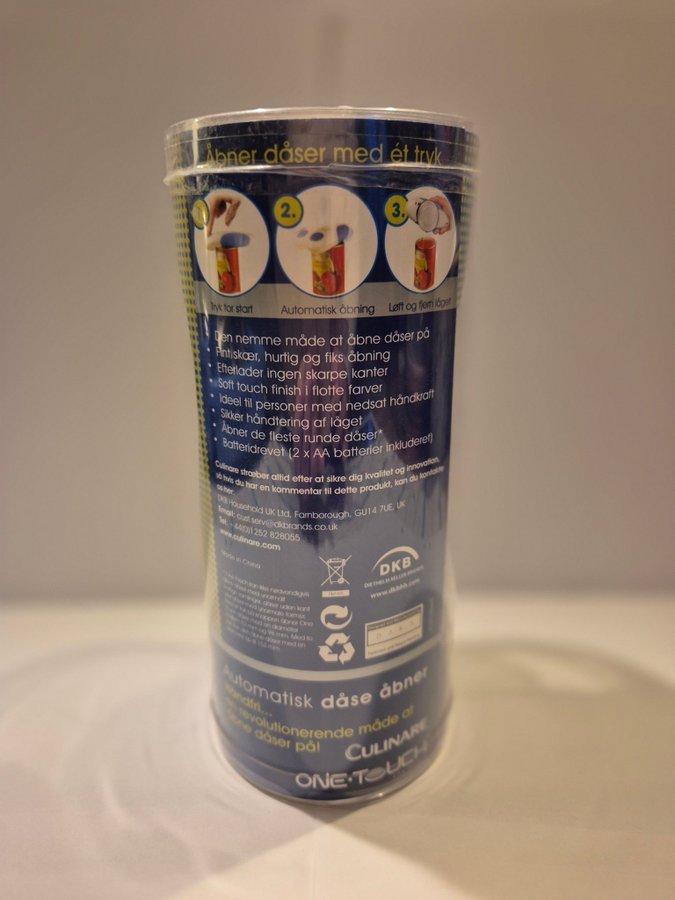 Åbner dåser med ét tryk
2.
3.
Tryk for start
Automatisk åbning
Løft og fjern låget
Den nemme måde at åbne dåser på
• Flot skær, hurtig og fiks åbning
• Efterlader ingen skarpe kanter
• Soft touch finish i flotte farver
• Ideel til personer med nedsat håndkraft
• Sikker håndtering af låget
• Åbner de fleste runde dåser*
• Batteridrevet (2 x AA batterier inkluderet)
Culinare stræber altid efter at sikre dig kvalitet og innovation,
så hvis du har en kommentar til dette produkt, kan du kontakte
os her.
DKB Household UK Ltd, Farnborough, GU14 7UE, UK
Email: cust.serv@dkbrands.co.uk
Tel: +44(0)1252 828055
www.culinare.com
Made in China
DKB
DIETHELM KELLER BRANDS
www.dkbhh.com
Automatisk dåse åbner
revolutionerende måde at
åbne dåser på!
CULINARE
ONE·TOUCH